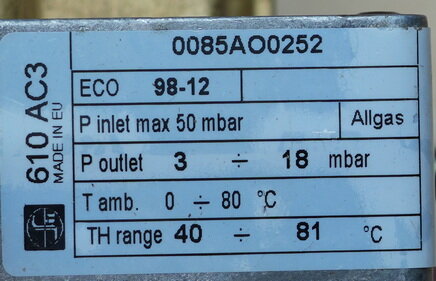 610 AC3
MADE IN EU
0085AO0252
ECO 98-12
P inlet max 50 mbar Allgas
P outlet 3 ÷ 18 mbar
T amb. 0 ÷ 80 °C
TH range 40 ÷ 81 °C